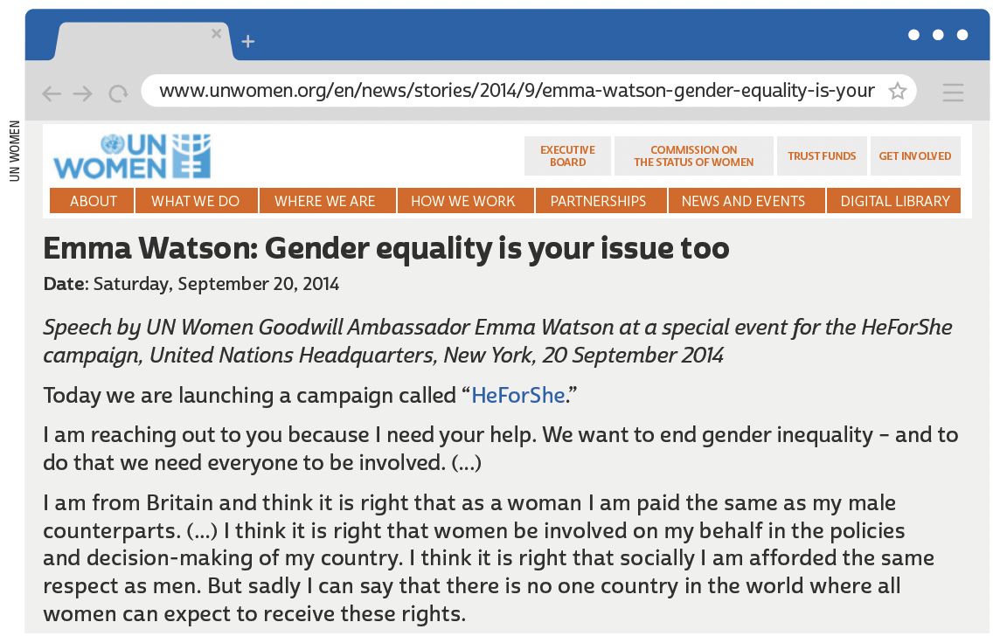 www.unwomen.org/en/news/stories/2014/9/emma-watson-gender-equality-is-your
UN WOMEN
UN
WOMEN
EXECUTIVE
BOARD
COMMISSION ON
THE STATUS OF WOMEN
TRUST FUNDS
GET INVOLVED
ABOUT
WHAT WE DO
WHERE WE ARE
HOW WE WORK
PARTNERSHIPS
NEWS AND EVENTS
DIGITAL LIBRARY
Emma Watson: Gender equality is your issue too
Date: Saturday, September 20, 2014
Speech by UN Women Goodwill Ambassador Emma Watson at a special event for the HeForShe
campaign, United Nations Headquarters, New York, 20 September 2014
Today we are launching a campaign called “HeForShe.”
I am reaching out to you because I need your help. We want to end gender inequality – and to
do that we need everyone to be involved. (...)
I am from Britain and think it is right that as a woman I am paid the same as my male
counterparts. (...) I think it is right that women be involved on my behalf in the policies
and decision-making of my country. I think it is right that socially I am afforded the same
respect as men. But sadly I can say that there is no one country in the world where all
women can expect to receive these rights.